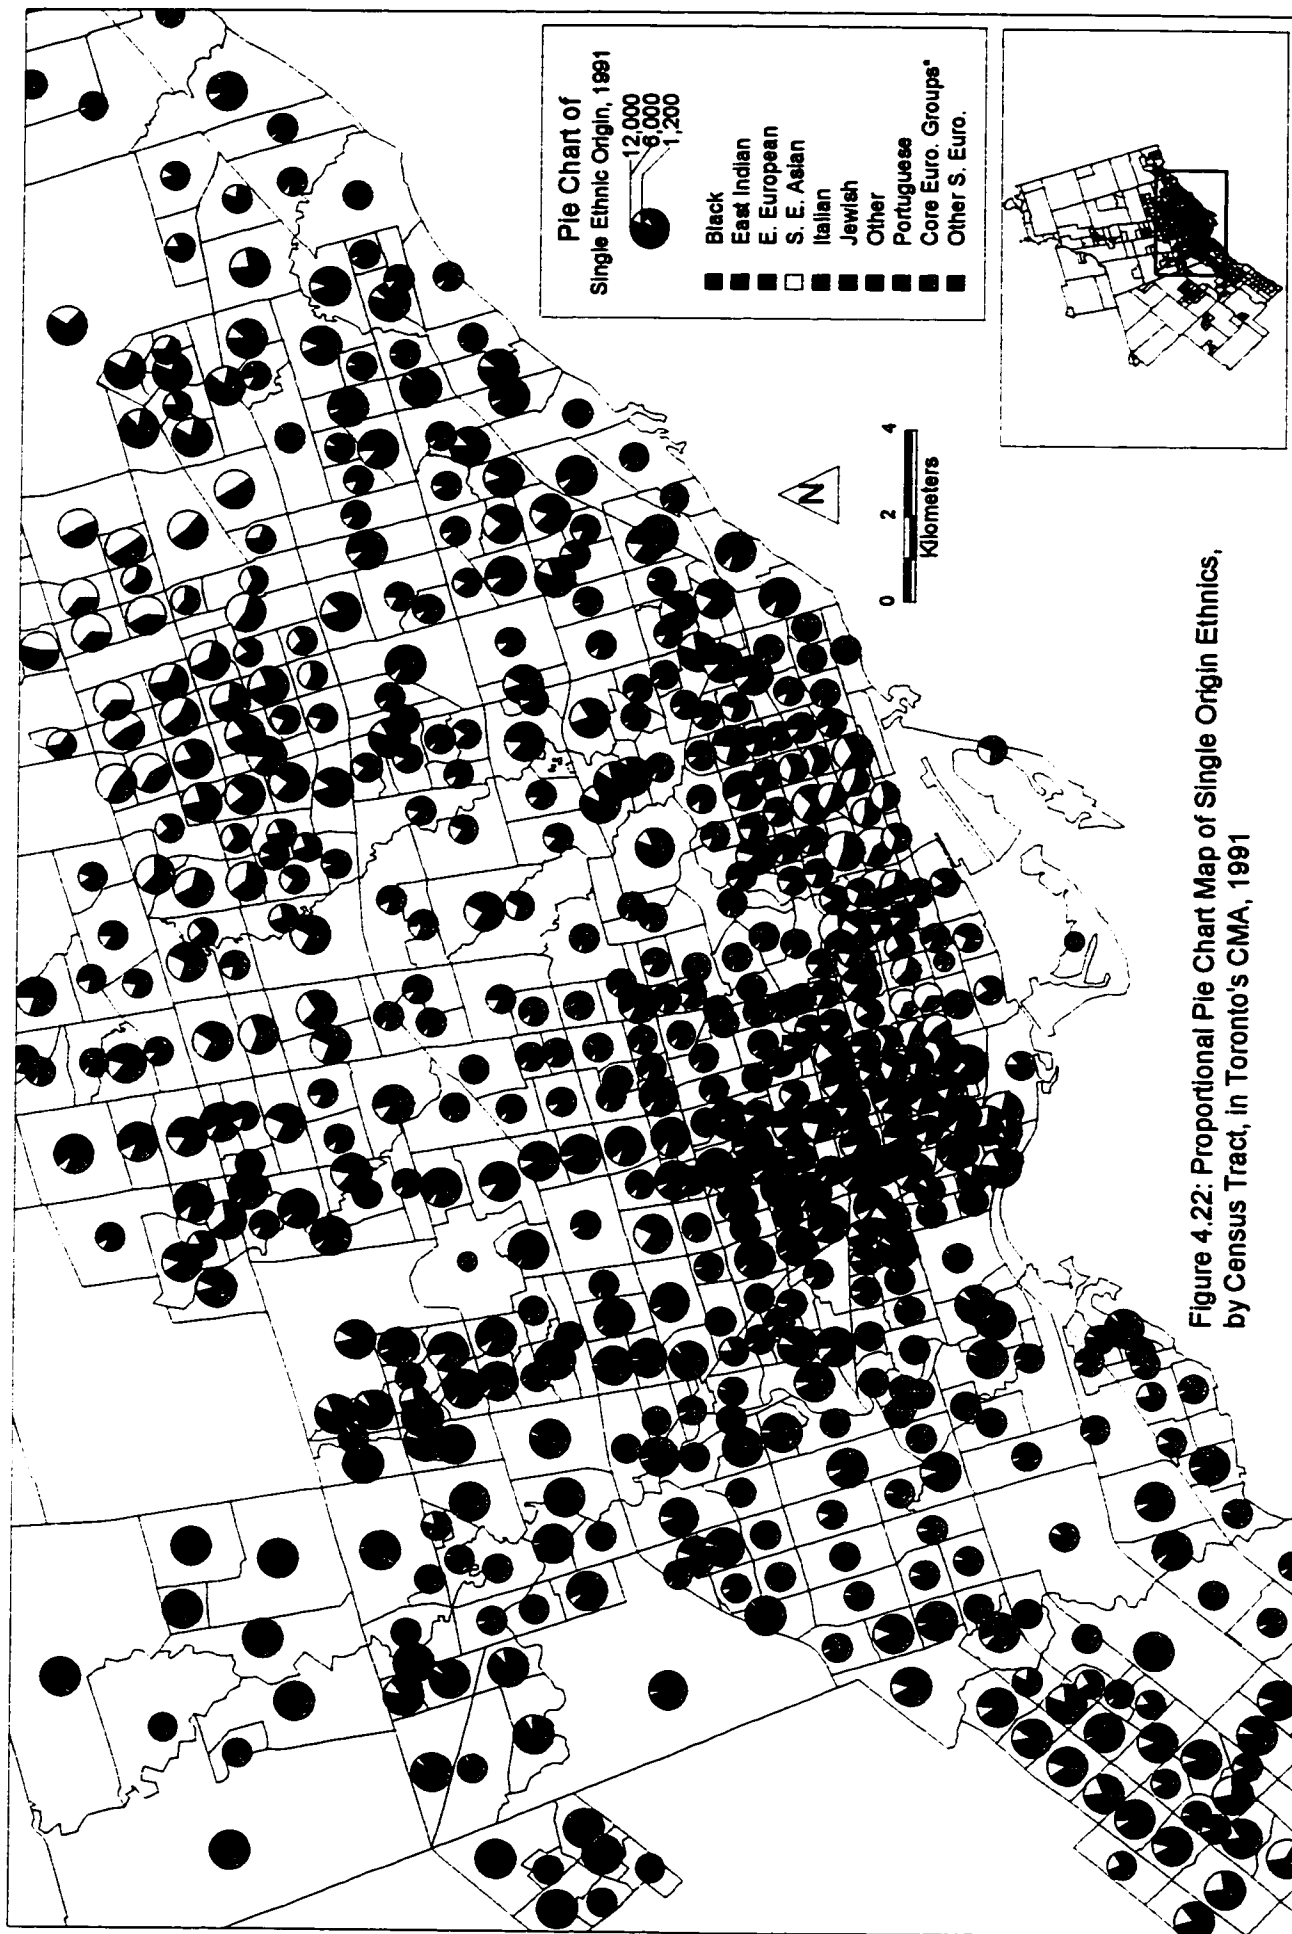 Pie Chart of
Single Ethnic Origin, 1991
12,000
6,000
1,200
Black
East Indian
E. European
S. E. Asian
Italian
Jewish
Other
Portuguese
Core Euro. Groups*
Other S. Euro.
N
0 2 4
Kilometers
Figure 4.22: Proportional Pie Chart Map of Single Origin Ethnics,
by Census Tract, in Toronto's CMA, 1991